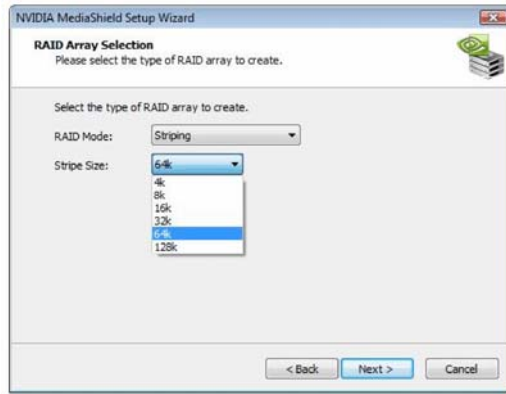 NVIDIA MediaShield Setup Wizard
RAID Array Selection
Please select the type of RAID array to create.
Select the type of RAID array to create.
RAID Mode: Striping
Stripe Size: 64k
4k
8k
16k
32k
64k
128k
< Back Next > Cancel